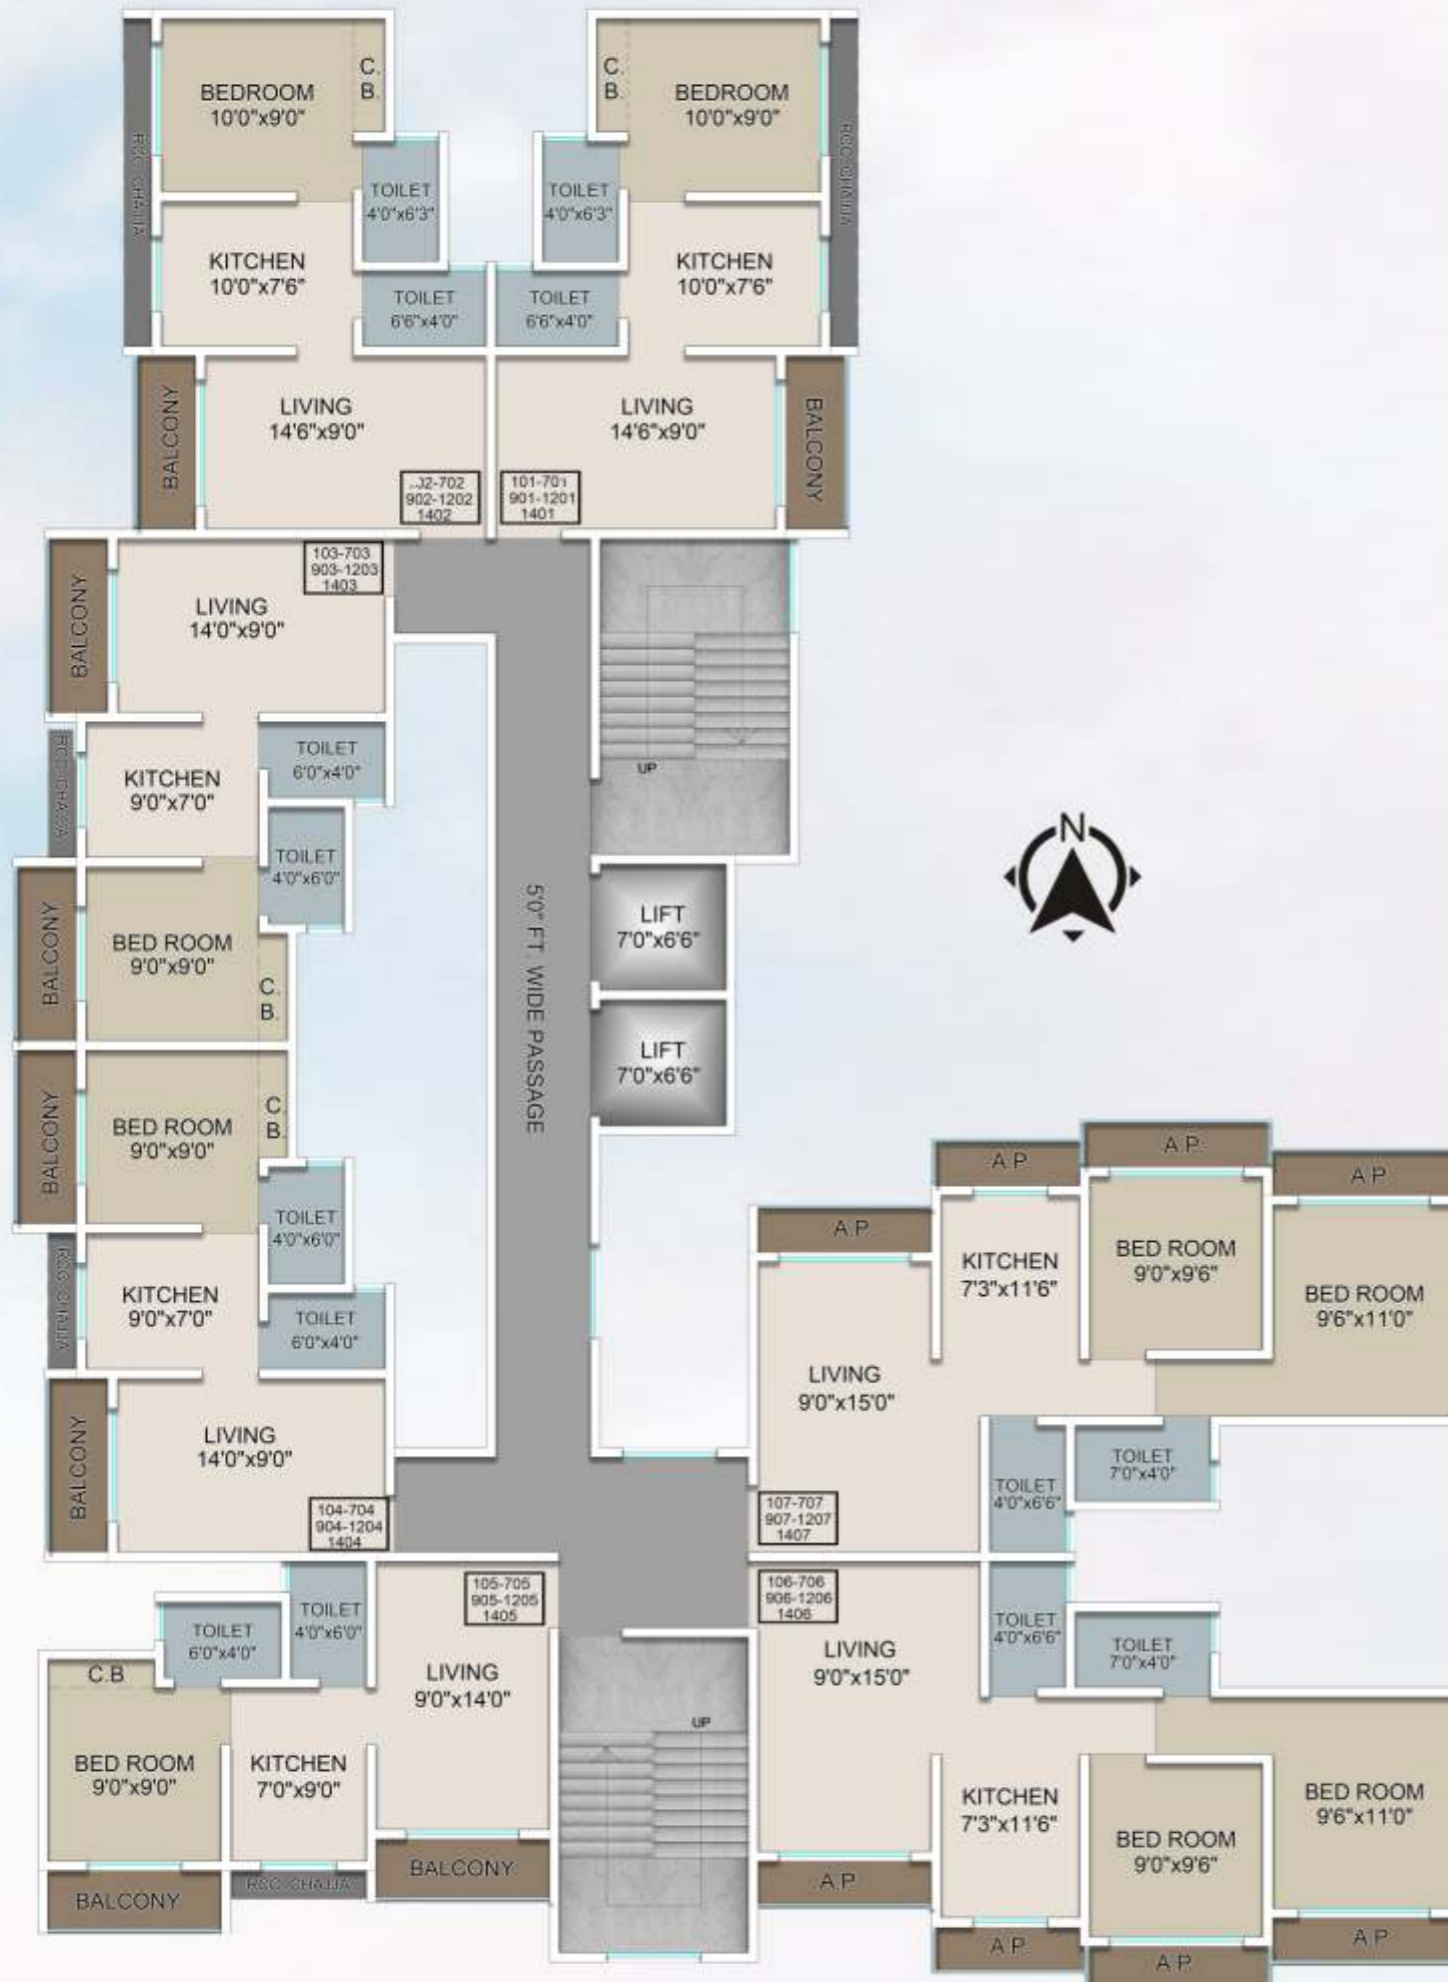 BEDROOM
10'0"x9'0"
C.
B.
C.
B.
BEDROOM
10'0"x9'0"
RCC CHAJJA
TOILET
4'0"x6'3"
TOILET
4'0"x6'3"
KITCHEN
10'0"x7'6"
TOILET
6'6"x4'0"
TOILET
6'6"x4'0"
KITCHEN
10'0"x7'6"
RCC CHAJJA
BALCONY
LIVING
14'6"x9'0"
LIVING
14'6"x9'0"
BALCONY
902-1202
1402
101-701
901-1201
1401
103-703
903-1203
1403
BALCONY
LIVING
14'0"x9'0"
UP
RCC CHAJJA
KITCHEN
9'0"x7'0"
TOILET
6'0"x4'0"
TOILET
4'0"x6'0"
N
BALCONY
BED ROOM
9'0"x9'0"
C.
B.
5'0" FT. WIDE PASSAGE
LIFT
7'0"x6'6"
LIFT
7'0"x6'6"
BALCONY
BED ROOM
9'0"x9'0"
C.
B.
TOILET
4'0"x6'0"
RCC CHAJJA
KITCHEN
9'0"x7'0"
TOILET
6'0"x4'0"
BALCONY
LIVING
14'0"x9'0"
104-704
904-1204
1404
A.P
A.P
A.P
A.P
KITCHEN
7'3"x11'6"
BED ROOM
9'0"x9'6"
BED ROOM
9'6"x11'0"
LIVING
9'0"x15'0"
TOILET
4'0"x6'6"
TOILET
7'0"x4'0"
107-707
907-1207
1407
105-705
905-1205
1405
106-706
906-1206
1406
TOILET
4'0"x6'0"
TOILET
6'0"x4'0"
C.B
LIVING
9'0"x14'0"
BED ROOM
9'0"x9'0"
KITCHEN
7'0"x9'0"
BALCONY
RCC CHAJJA
BALCONY
UP
LIVING
9'0"x15'0"
TOILET
4'0"x6'6"
TOILET
7'0"x4'0"
KITCHEN
7'3"x11'6"
BED ROOM
9'0"x9'6"
BED ROOM
9'6"x11'0"
A.P
A.P
A.P
A.P